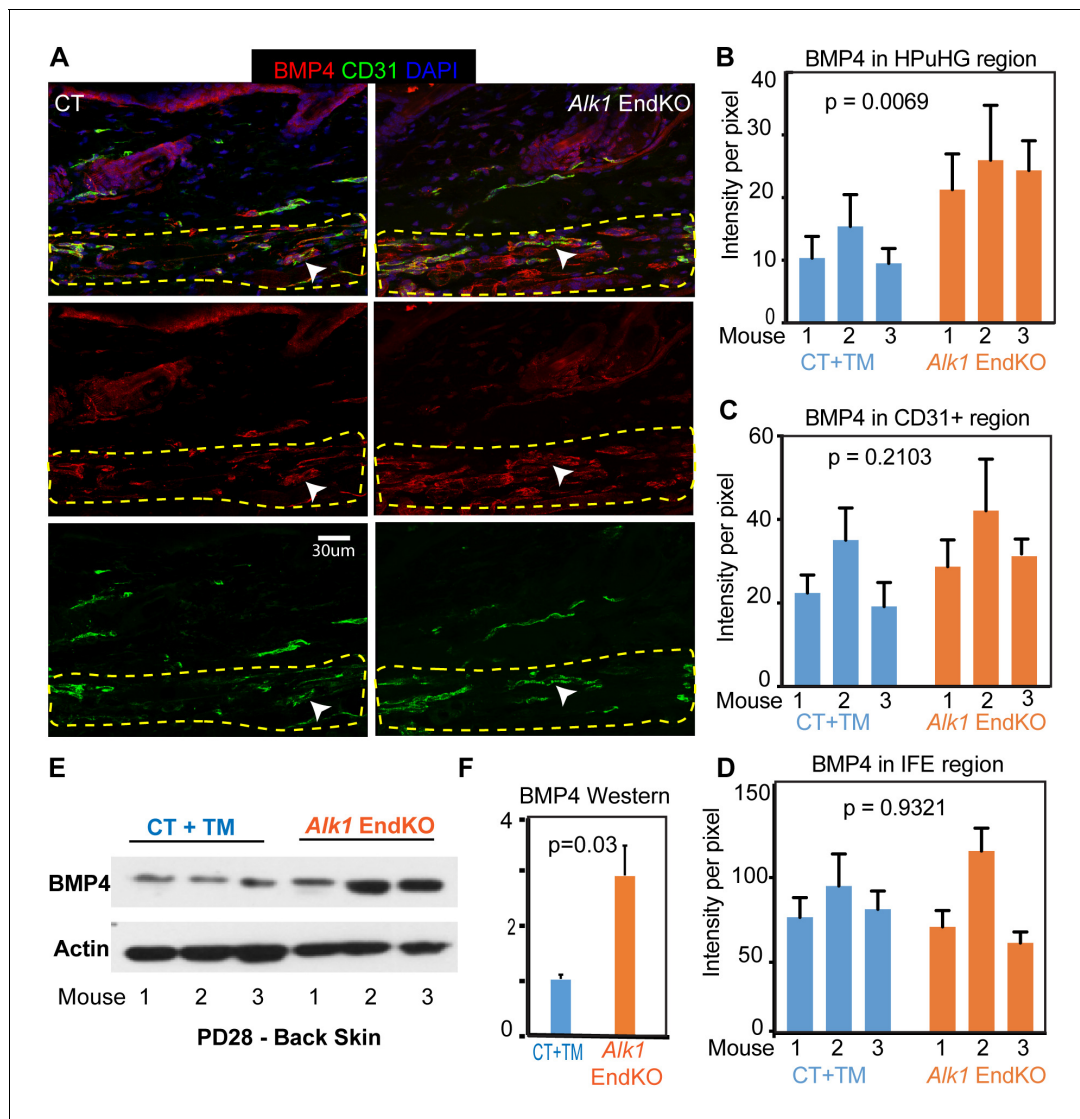 A
BMP4 CD31 DAPI
CT
Alk1 EndKO
30um
B
BMP4 in HPuHG region
Intensity per pixel
40
30
20
10
0
p = 0.0069
Mouse 1 2 3 1 2 3
CT+TM Alk1 EndKO
C
BMP4 in CD31+ region
Intensity per pixel
60
40
20
0
p = 0.2103
Mouse 1 2 3 1 2 3
CT+TM Alk1 EndKO
D
BMP4 in IFE region
Intensity per pixel
150
100
50
0
p = 0.9321
Mouse 1 2 3 1 2 3
CT+TM Alk1 EndKO
E
CT + TM Alk1 EndKO
BMP4
Actin
Mouse 1 2 3 1 2 3
PD28 - Back Skin
F
BMP4 Western
4
2
2
0
p=0.03
CT+TM Alk1
EndKO